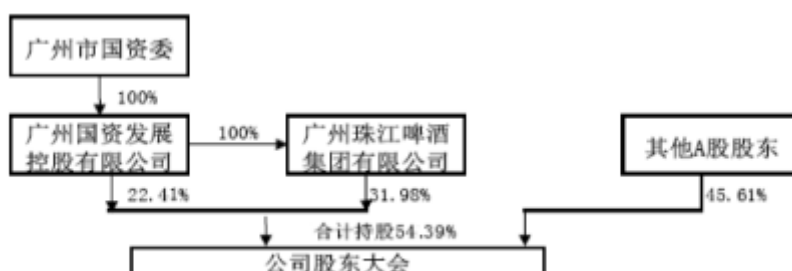 广州市国资委
100%
广州国资发展
控股有限公司
100%
广州珠江啤酒
集团有限公司
其他A股股东
22.41%
31.98%
45.61%
合计持股54.39%
公司股东大会